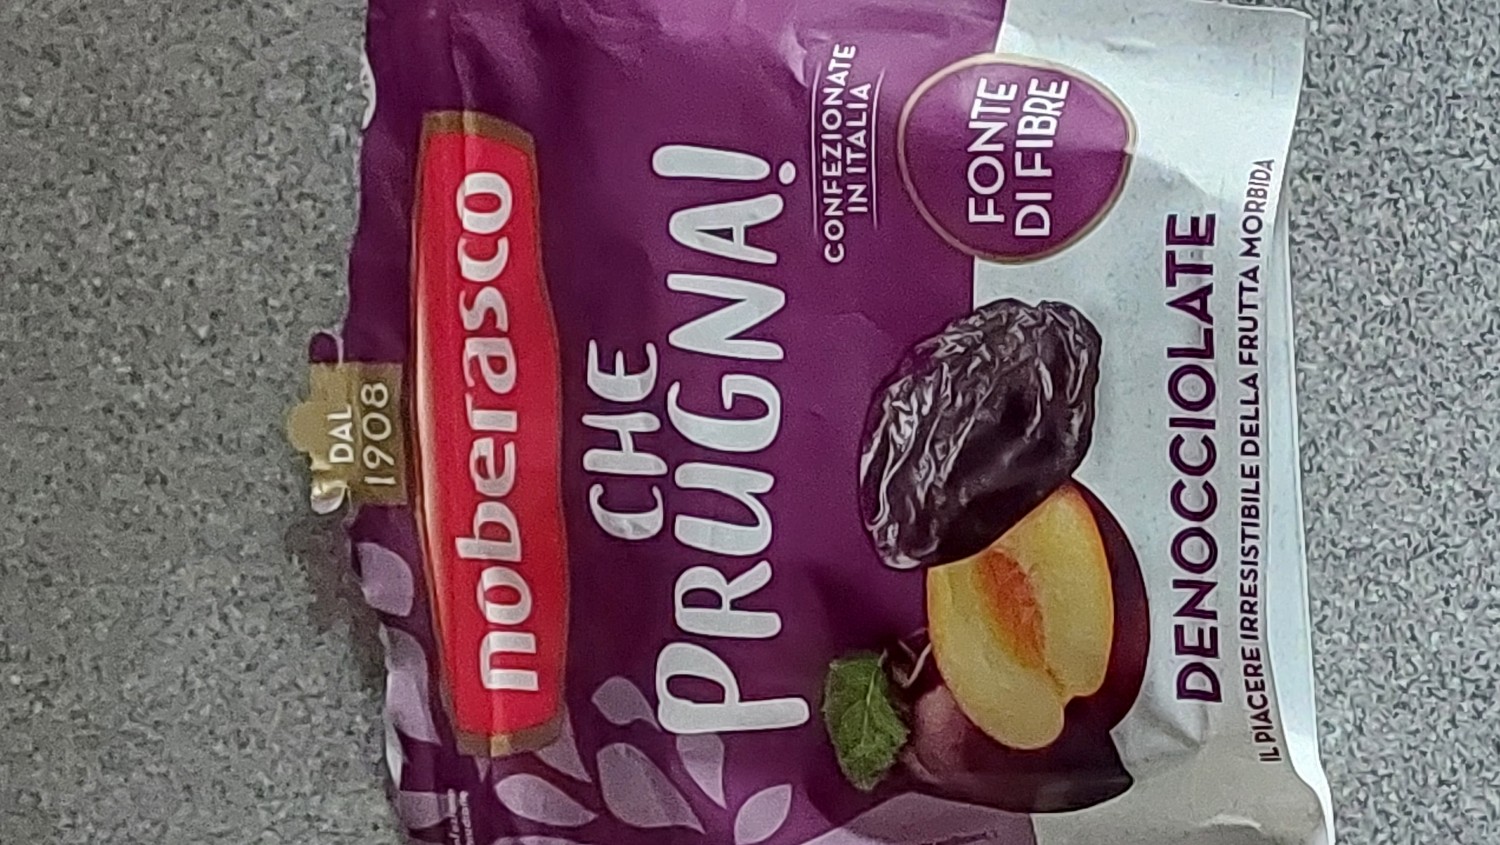 DAL
1908
noberasco
CHE
PRUGNA!
CONFEZIONATE
IN ITALIA
FONTE
DI FIBRE
DENOCCIOLATE
IL PIACERE IRRESISTIBILE DELLA FRUTTA MORBIDA